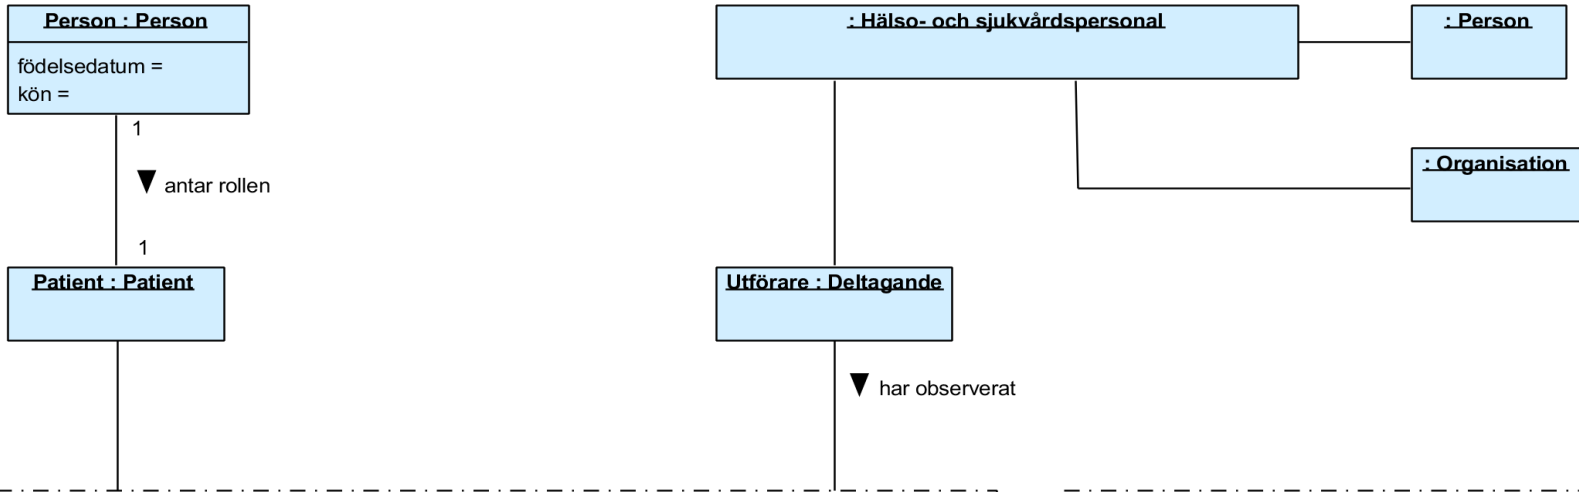 Person : Person
födelsedatum =
kön =
1
antar rollen
1
Patient : Patient
: Hälso- och sjukvårdspersonal
: Person
: Organisation
Utförare : Deltagande
har observerat